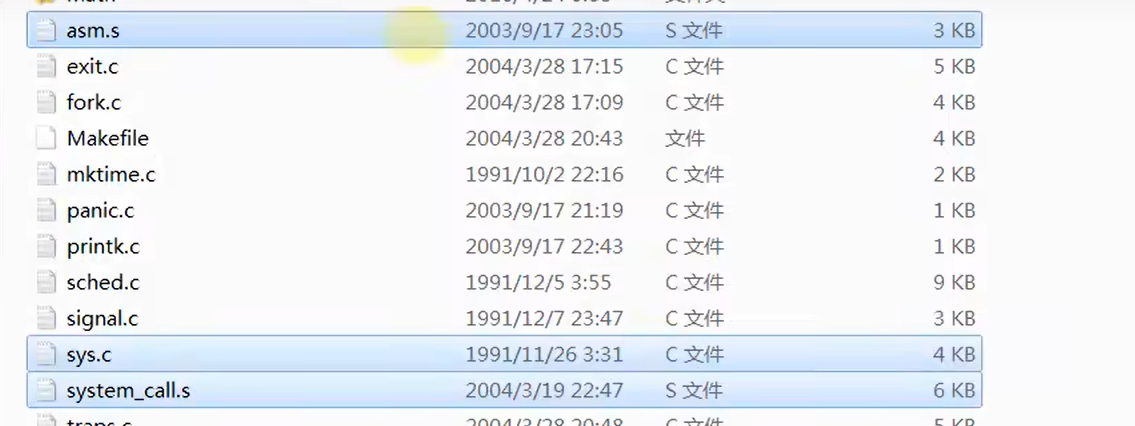 asm.s 2003/9/17 23:05 S 文件 3 KB
exit.c 2004/3/28 17:15 C 文件 5 KB
fork.c 2004/3/28 17:09 C 文件 4 KB
Makefile 2004/3/28 20:43 文件 4 KB
mktime.c 1991/10/2 22:16 C 文件 2 KB
panic.c 2003/9/17 21:19 C 文件 1 KB
printk.c 2003/9/17 22:43 C 文件 1 KB
sched.c 1991/12/5 3:55 C 文件 9 KB
signal.c 1991/12/7 23:47 C 文件 3 KB
sys.c 1991/11/26 3:31 C 文件 4 KB
system_call.s 2004/3/19 22:47 S 文件 6 KB
traps.c 2004/3/28 20:48 C 文件 5 KB